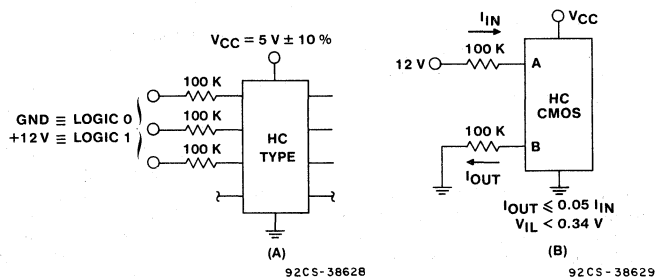 V_CC = 5 V ± 10 %
100 K
100 K
100 K
GND ≡ LOGIC 0
+12 V ≡ LOGIC 1
HC
TYPE
(A)
92CS-38628
I_IN
V_CC
100 K
12 V
A
HC
CMOS
100 K
B
I_OUT
I_OUT ⩽ 0.05 I_IN
V_IL < 0.34 V
(B)
92CS-38629